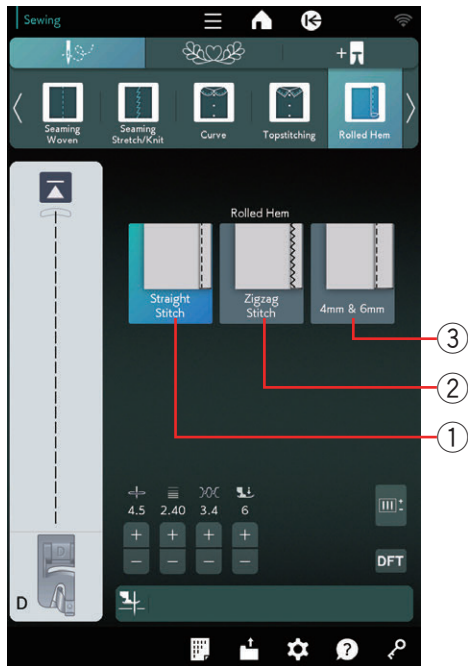 Sewing
Seaming
Woven
Seaming
Stretch/Knit
Curve
Topstitching
Rolled Hem
Rolled Hem
Straight
Stitch
Zigzag
Stitch
4mm & 6mm
③
②
①
4.5 2.40 3.4 6
+ + + +
− − − −
DFT
D
D
?